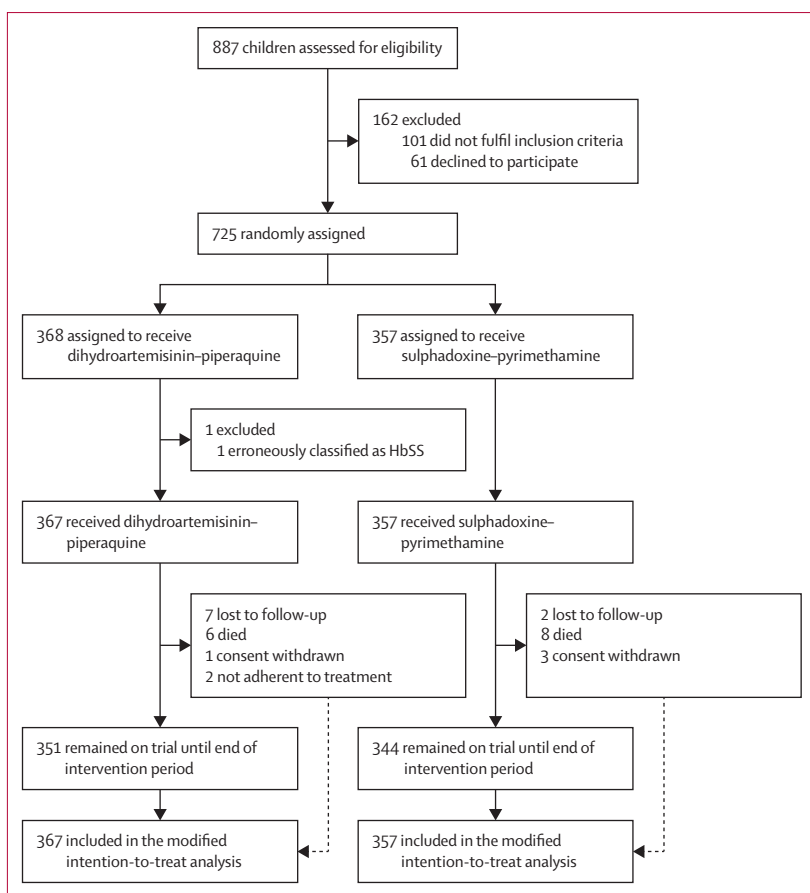 887 children assessed for eligibility
162 excluded
101 did not fulfil inclusion criteria
61 declined to participate
725 randomly assigned
368 assigned to receive
dihydroartemisinin–piperaquine
357 assigned to receive
sulphadoxine–pyrimethamine
1 excluded
1 erroneously classified as HbSS
367 received dihydroartemisinin–
piperaquine
357 received sulphadoxine–
pyrimethamine
7 lost to follow-up
6 died
1 consent withdrawn
2 not adherent to treatment
2 lost to follow-up
8 died
3 consent withdrawn
351 remained on trial until end of
intervention period
344 remained on trial until end of
intervention period
367 included in the modified
intention-to-treat analysis
357 included in the modified
intention-to-treat analysis